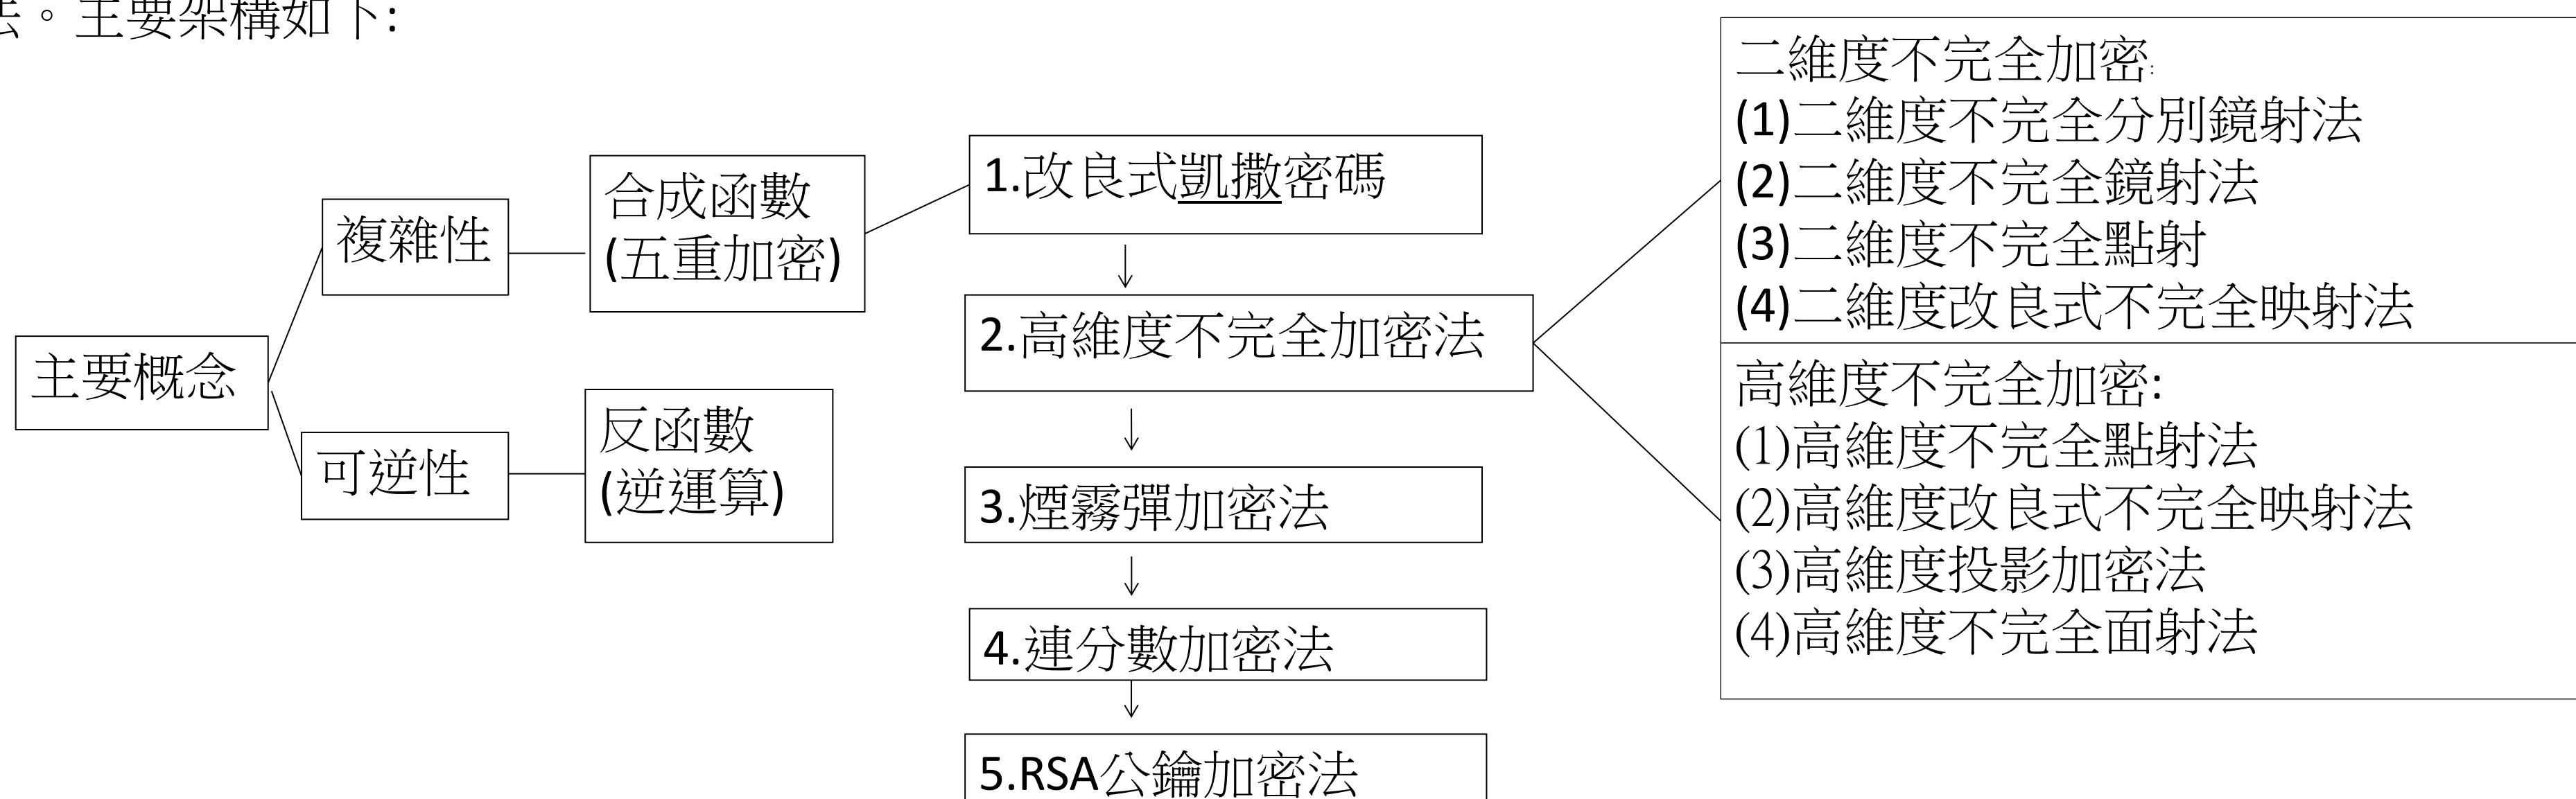 法。主要架構如下:
主要概念
複雜性
可逆性
合成函數
(五重加密)
反函數
(逆運算)
1.改良式凱撒密碼
2.高維度不完全加密法
3.煙霧彈加密法
4.連分數加密法
5.RSA公鑰加密法
二維度不完全加密:
(1)二維度不完全分別鏡射法
(2)二維度不完全鏡射法
(3)二維度不完全點射
(4)二維度改良式不完全映射法
高維度不完全加密:
(1)高維度不完全點射法
(2)高維度改良式不完全映射法
(3)高維度投影加密法
(4)高維度不完全面射法